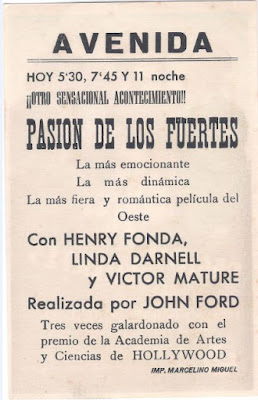 AVENIDA
HOY 5'30, 7'45 Y 11 noche
¡¡OTRO SENSACIONAL ACONTECIMIENTO!!
PASION DE LOS FUERTES
La más emocionante
La más dinámica
La más fiera y romántica película del
Oeste
Con HENRY FONDA,
LINDA DARNELL
y VICTOR MATURE
Realizada por JOHN FORD
Tres veces galardonado con el
premio de la Academia de Artes
y Ciencias de HOLLYWOOD
IMP. MARCELINO MIGUEL